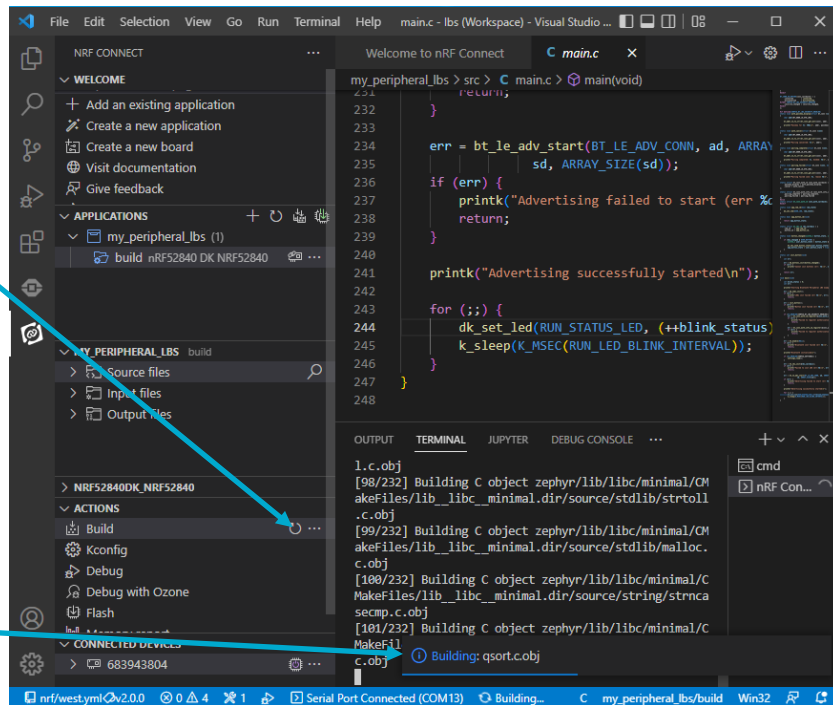 File Edit Selection View Go Run Terminal Help main.c - lbs (Workspace) - Visual Studio ...
NRF CONNECT ...
WELCOME
Add an existing application
Create a new application
Create a new board
Visit documentation
Give feedback
APPLICATIONS
my_peripheral_lbs (1)
build nRF52840 DK NRF52840 ...
MY_PERIPHERAL_LBS build
Source files
Input files
Output files
NRF52840DK_NRF52840
ACTIONS
Build ...
Kconfig
Debug
Debug with Ozone
Flash
Memory report
CONNECTED DEVICES
683943804 ...
Welcome to nRF Connect C main.c ...
my_peripheral_lbs > src > C main.c > main(void)
231 return;
232 }
233
234 err = bt_le_adv_start(BT_LE_ADV_CONN, ad, ARRAY
235 sd, ARRAY_SIZE(sd));
236 if (err) {
237 printk("Advertising failed to start (err %
238 return;
239 }
240
241 printk("Advertising successfully started\n");
242
243 for (;;) {
244 dk_set_led(RUN_STATUS_LED, (++blink_status)
245 k_sleep(K_MSEC(RUN_LED_BLINK_INTERVAL));
246 }
247 }
248
OUTPUT TERMINAL JUPYTER DEBUG CONSOLE ...
l.c.obj
[98/232] Building C object zephyr/lib/libc/minimal/CM
akeFiles/lib__libc__minimal.dir/source/stdlib/strtoll
.c.obj
[99/232] Building C object zephyr/lib/libc/minimal/CM
akeFiles/lib__libc__minimal.dir/source/stdlib/malloc.
c.obj
[100/232] Building C object zephyr/lib/libc/minimal/C
MakeFiles/lib__libc__minimal.dir/source/string/strnca
secmp.c.obj
[101/232] Building C object zephyr/lib/libc/minimal/C
MakeFil
c.obj
cmd
nRF Con...
Building: qsort.c.obj
nrf/west.yml v2.0.0 0 4 1 Serial Port Connected (COM13) Building... C my_peripheral_lbs/build Win32